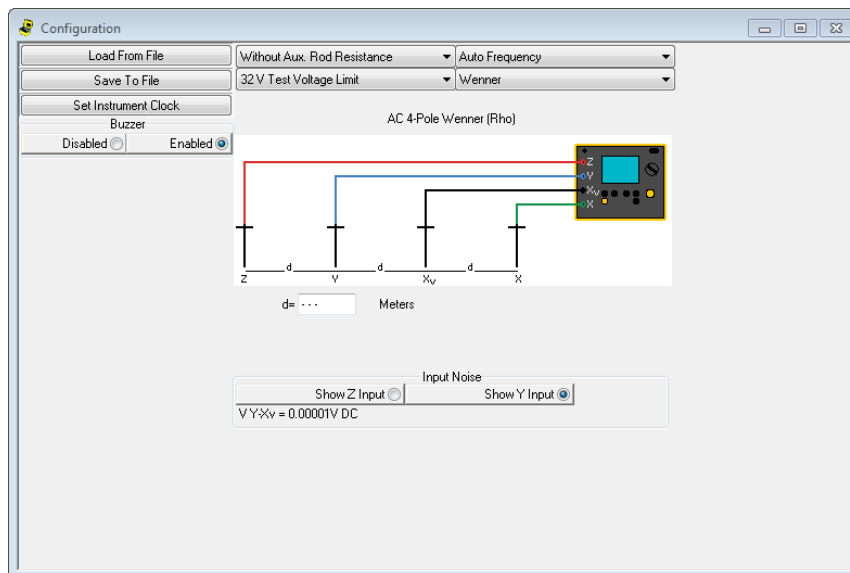 Configuration
Load From File
Without Aux. Rod Resistance
Auto Frequency
Save To File
32 V Test Voltage Limit
Wenner
Set Instrument Clock
Buzzer
Disabled
Enabled
AC 4-Pole Wenner (Rho)
Z
Y
Xv
X
d
d
d
Z
Y
Xv
X
d=
---
Meters
Input Noise
Show Z Input
Show Y Input
V Y-Xv = 0.00001V DC